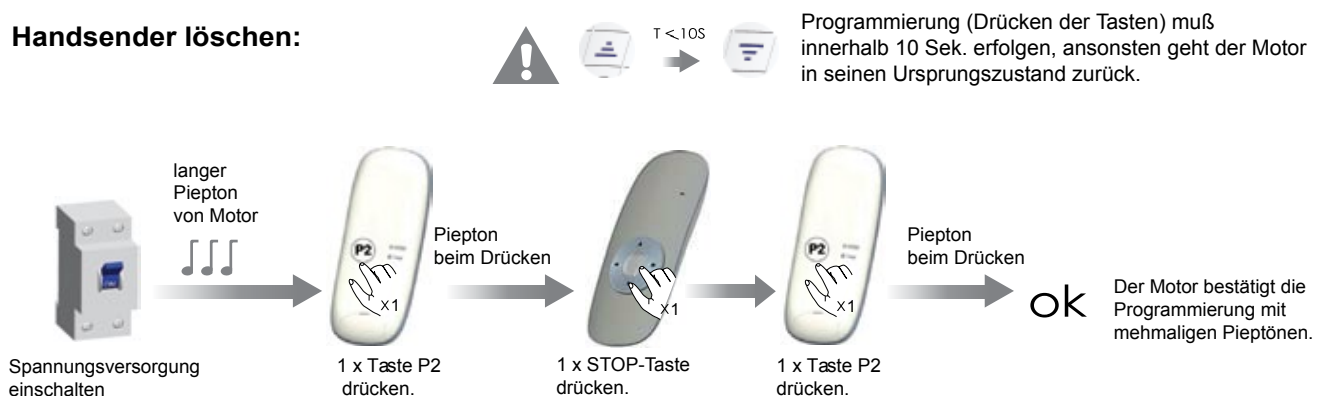 Handsender löschen:
T < 10S
Programmierung (Drücken der Tasten) muß
innerhalb 10 Sek. erfolgen, ansonsten geht der Motor
in seinen Ursprungszustand zurück.
langer
Piepton
von Motor
P2
x1
Piepton
beim Drücken
x1
P2
x1
Piepton
beim Drücken
ok
Der Motor bestätigt die
Programmierung mit
mehmaligen Pieptönen.
Spannungsversorgung
einschalten
1 x Taste P2
drücken.
1 x STOP-Taste
drücken.
1 x Taste P2
drücken.